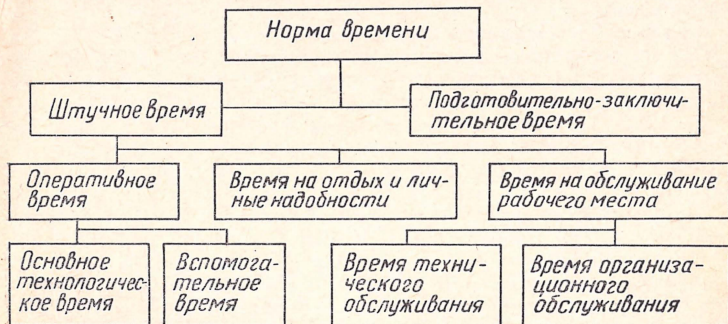 Норма времени
Штучное время
Подготовительно-заключи-
тельное время
Оперативное
время
Время на отдых и лич-
ные надобности
Время на обслуживание
рабочего места
Основное
технологичес-
кое время
Вспомога-
тельное
время
Время техни-
ческого
обслуживания
Время организа-
ционного
обслуживания